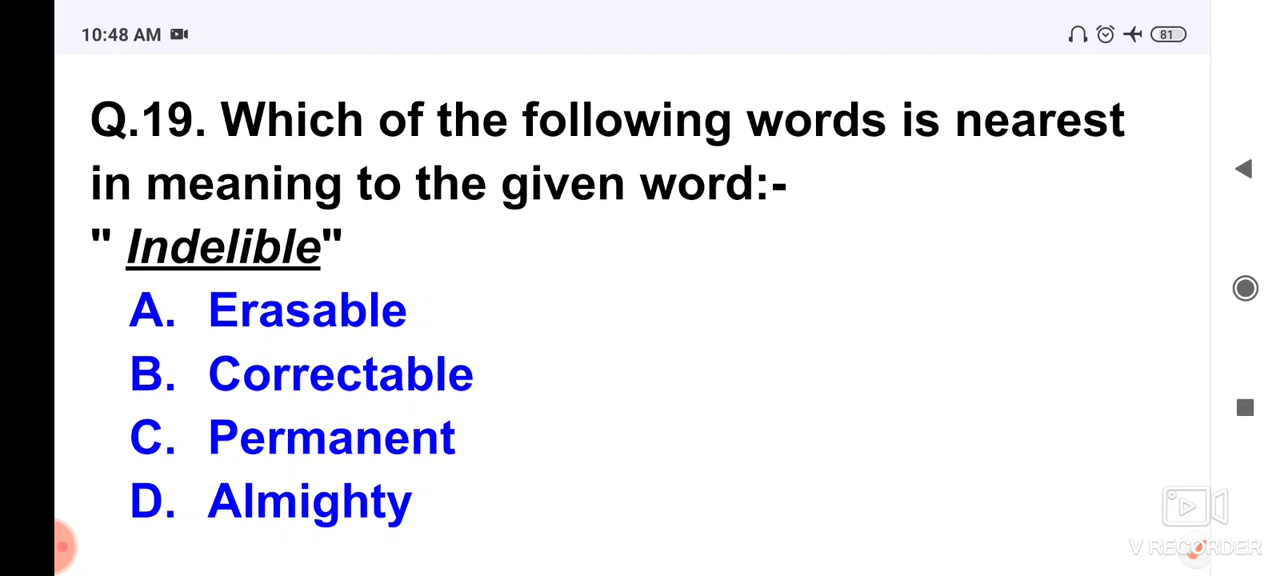 10:48 AM
81
Q.19. Which of the following words is nearest
in meaning to the given word:-
" Indelible"
A. Erasable
B. Correctable
C. Permanent
D. Almighty
V RECORDER